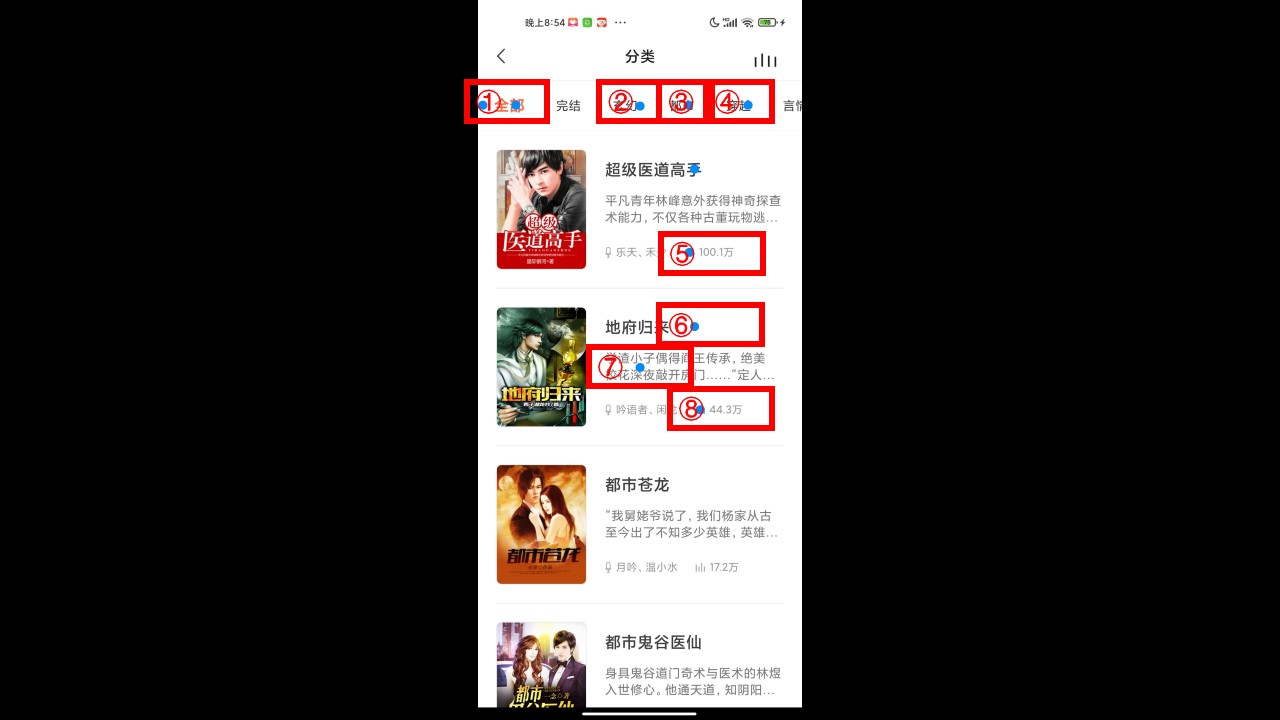 晚上8:54
75
分类
① 全部 完结 ② ③ ④ 言情
超级医道高手
平凡青年林峰意外获得神奇探查
术能力，不仅各种古董玩物逃...
乐天、禾 ⑤ 100.1万
超级
医道高手
地府归来 ⑥
⑦ 学渣小子偶得阎王传承，绝美
校花深夜敲开房门......“定人...
吟语者、闲 ⑧ 44.3万
地府归来
都市苍龙
“我舅姥爷说了，我们杨家从古
至今出了不知多少英雄，英雄...
月吟、温小水 17.2万
都市苍龙
都市鬼谷医仙
身具鬼谷道门奇术与医术的林煜
入世修心。他通天道，知阴阳...
都市